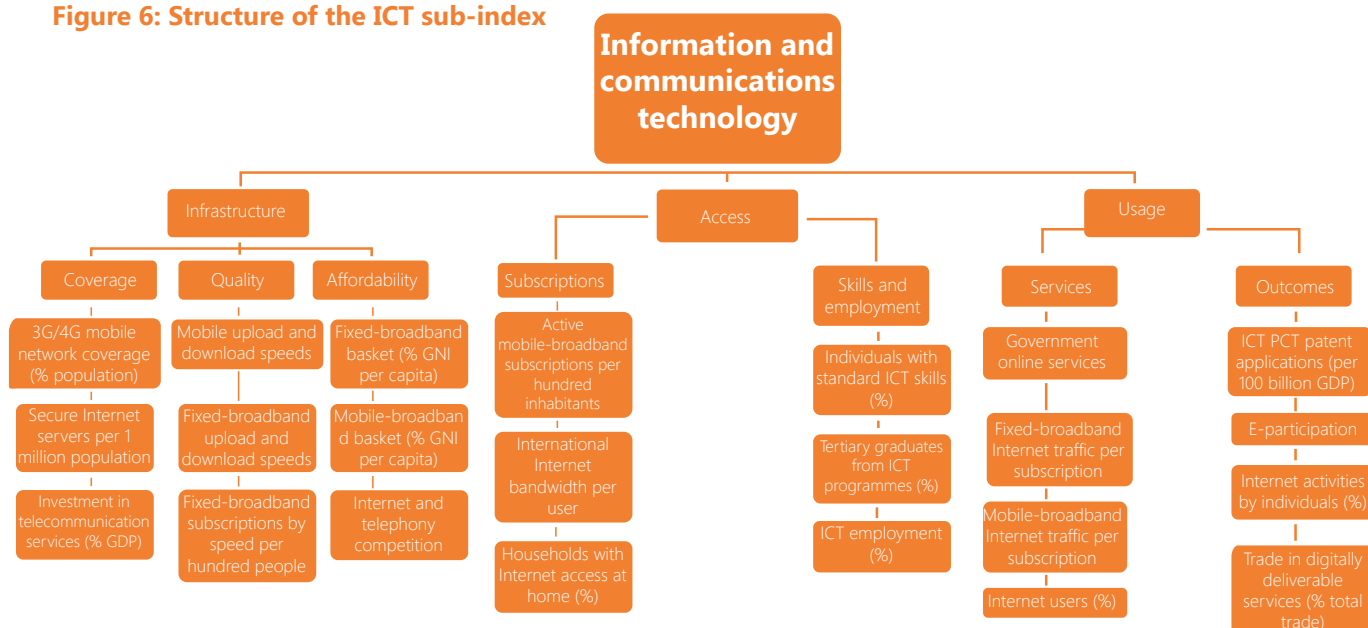 Figure 6: Structure of the ICT sub-index
Information and
communications
technology
Infrastructure
Access
Usage
Coverage
Quality
Affordability
Subscriptions
Skills and
employment
Services
Outcomes
3G/4G mobile
network coverage
(% population)
Secure Internet
servers per 1
million population
Investment in
telecommunication
services (% GDP)
Mobile upload and
download speeds
Fixed-broadband
upload and
download speeds
Fixed-broadband
subscriptions by
speed per
hundred people
Fixed-broadband
basket (% GNI
per capita)
Mobile-broadban
d basket (% GNI
per capita)
Internet and
telephony
competition
Active
mobile-broadband
subscriptions per
hundred
inhabitants
International
Internet
bandwidth per
user
Households with
Internet access at
home (%)
Individuals with
standard ICT skills
(%)
Tertiary graduates
from ICT
programmes (%)
ICT employment
(%)
Government
online services
Fixed-broadband
Internet traffic per
subscription
Mobile-broadband
Internet traffic per
subscription
Internet users (%)
ICT PCT patent
applications (per
100 billion GDP)
E-participation
Internet activities
by individuals (%)
Trade in digitally
deliverable
services (% total
trade)